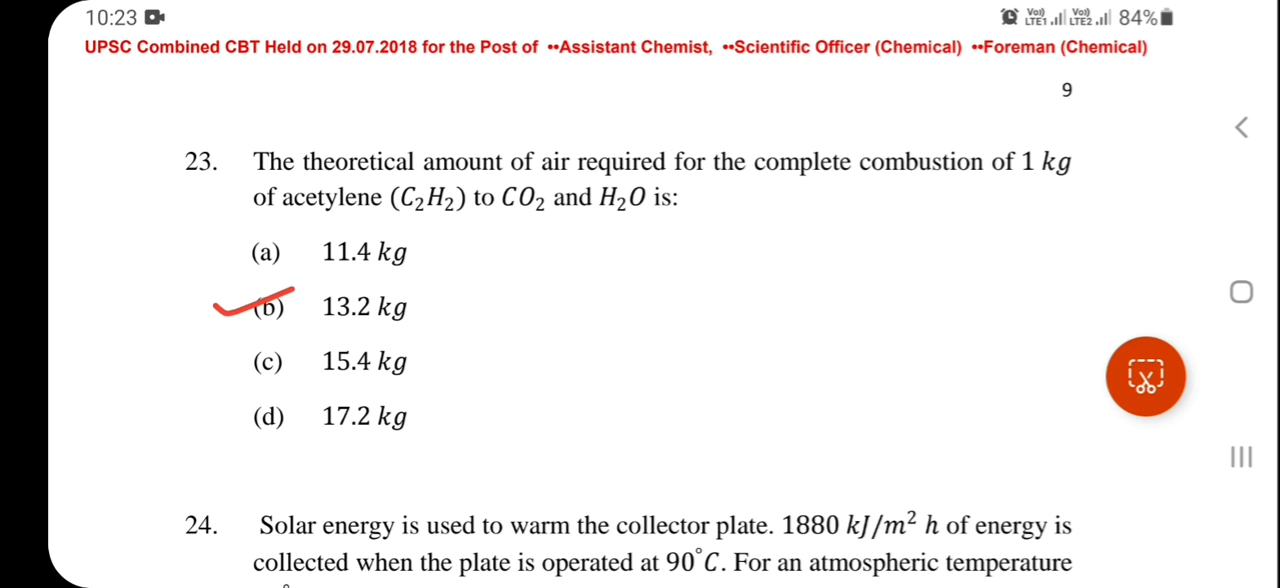 10:23
Vo)) LTE1 Vo)) LTE2 84%
UPSC Combined CBT Held on 29.07.2018 for the Post of ••Assistant Chemist, ••Scientific Officer (Chemical) ••Foreman (Chemical)
9
23. The theoretical amount of air required for the complete combustion of 1 kg
of acetylene (C₂H₂) to CO₂ and H₂O is:
(a) 11.4 kg
(b) 13.2 kg
(c) 15.4 kg
(d) 17.2 kg
24. Solar energy is used to warm the collector plate. 1880 kJ/m² h of energy is
collected when the plate is operated at 90°C. For an atmospheric temperature